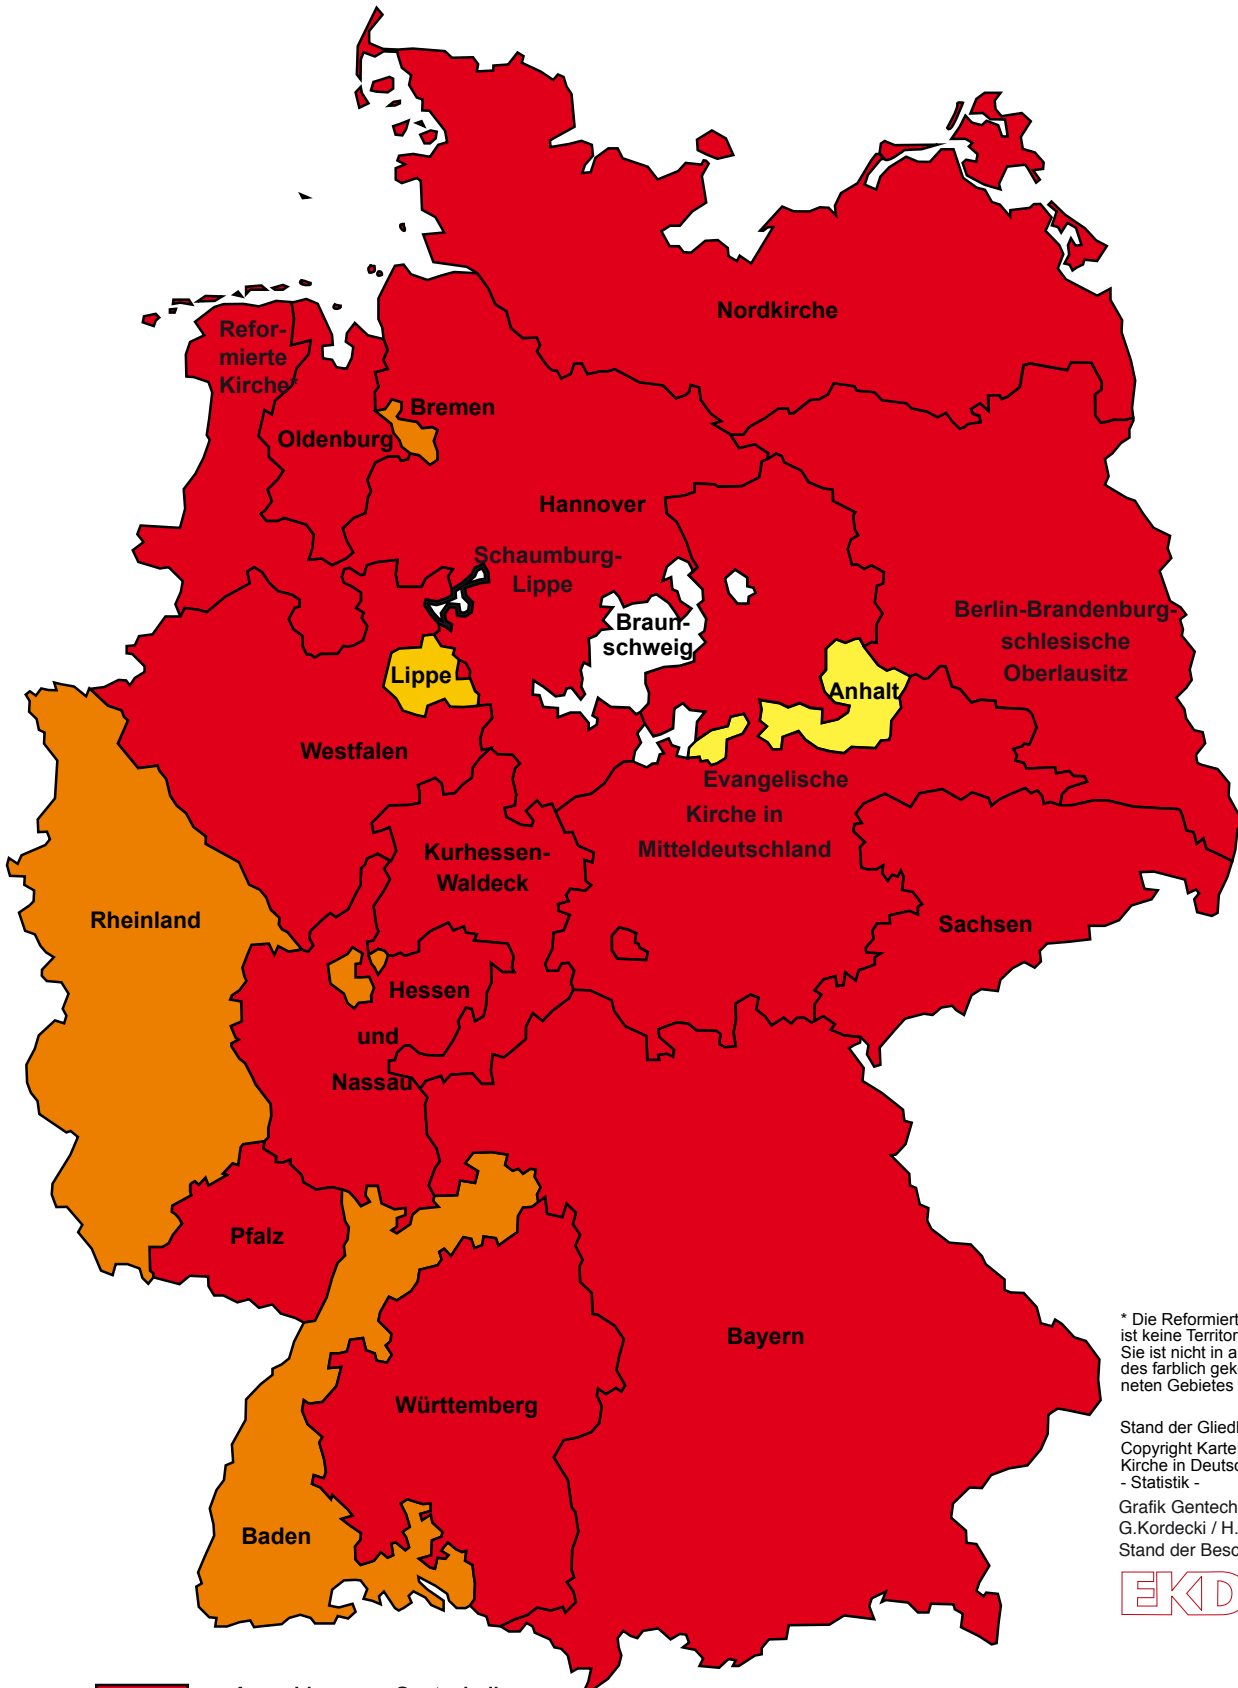 Nordkirche
Refor-
mierte
Kirche*
Bremen
Oldenburg
Hannover
Schaumburg-
Lippe
Braun-
schweig
Berlin-Brandenburg-
schlesische
Oberlausitz
Lippe
Anhalt
Westfalen
Evangelische
Kirche in
Mitteldeutschland
Kurhessen-
Waldeck
Rheinland
Sachsen
Hessen
und
Nassau
Pfalz
Bayern
Württemberg
Baden
* Die Reformiert
ist keine Territor
Sie ist nicht in a
des farblich gek
neten Gebietes
Stand der Glied
Copyright Karte
Kirche in Deutsc
- Statistik -
Grafik Gentech
G.Kordecki / H.
Stand der Besc
EKD